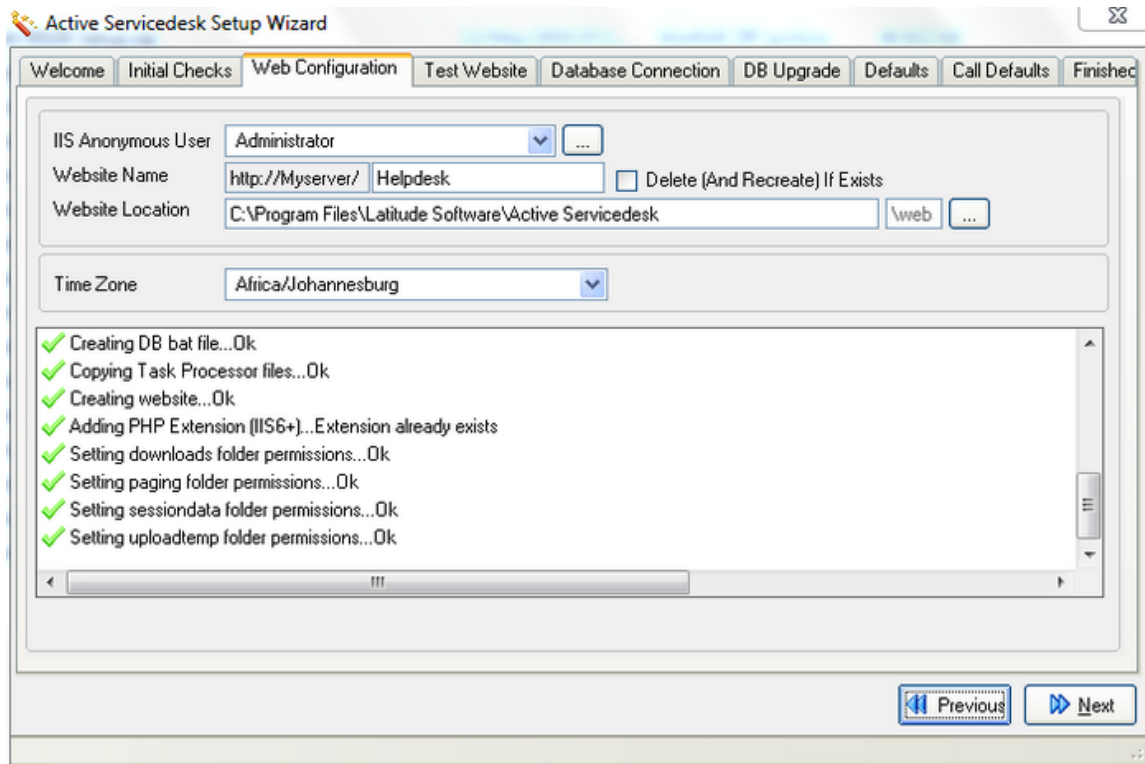 Active Servicedesk Setup Wizard
Welcome Initial Checks Web Configuration Test Website Database Connection DB Upgrade Defaults Call Defaults Finished
IIS Anonymous User Administrator ...
Website Name http://Myserver/ Helpdesk Delete (And Recreate) If Exists
Website Location C:\Program Files\Latitude Software\Active Servicedesk \web ...
Time Zone Africa/Johannesburg
Creating DB bat file...Ok
Copying Task Processor files...Ok
Creating website...Ok
Adding PHP Extension (IIS6+)...Extension already exists
Setting downloads folder permissions...Ok
Setting paging folder permissions...Ok
Setting sessiondata folder permissions...Ok
Setting uploadtemp folder permissions...Ok
Previous Next